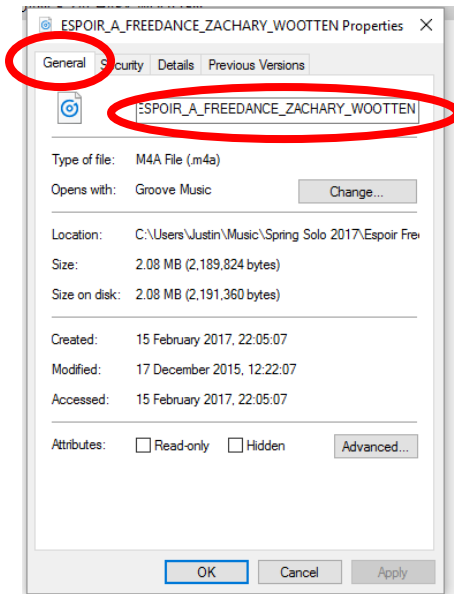 ESPOIR_A_FREEDANCE_ZACHARY_WOOTTEN Properties
General Security Details Previous Versions
ESPOIR_A_FREEDANCE_ZACHARY_WOOTTEN
Type of file: M4A File (.m4a)
Opens with: Groove Music Change...
Location: C:\Users\Justin\Music\Spring Solo 2017\Espoir Free
Size: 2.08 MB (2,189,824 bytes)
Size on disk: 2.08 MB (2,191,360 bytes)
Created: 15 February 2017, 22:05:07
Modified: 17 December 2015, 12:22:07
Accessed: 15 February 2017, 22:05:07
Attributes: Read-only Hidden Advanced...
OK Cancel Apply